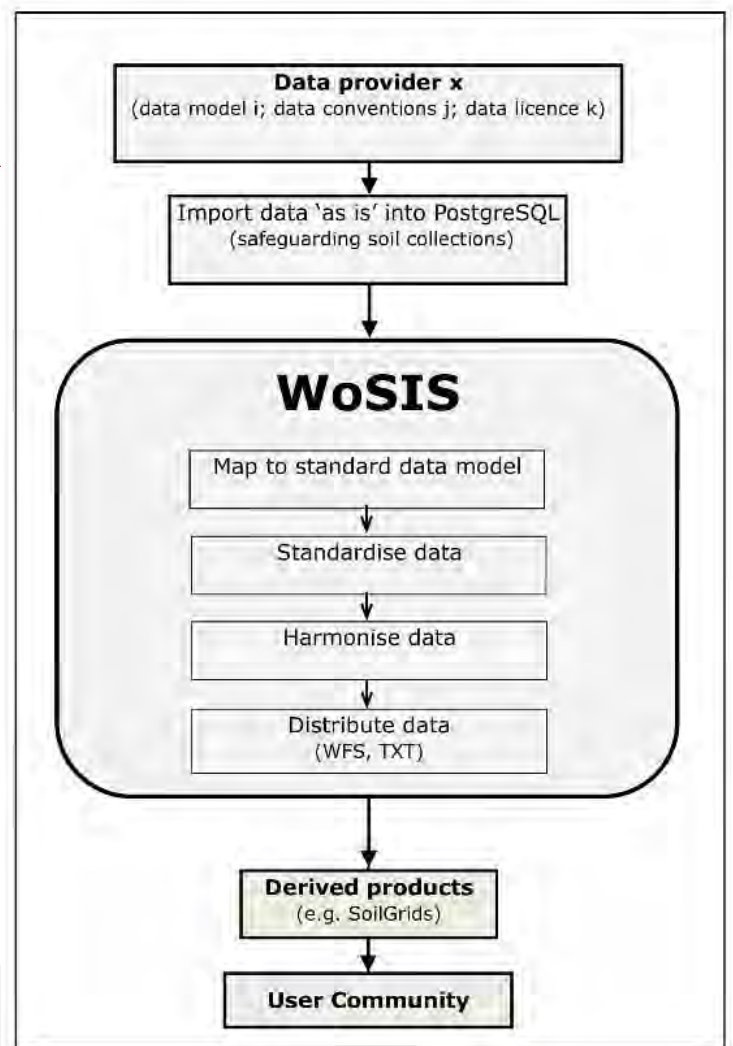 Data provider x
(data model i; data conventions j; data licence k)
Import data ‘as is’ into PostgreSQL
(safeguarding soil collections)
WoSIS
Map to standard data model
Standardise data
Harmonise data
Distribute data
(WFS, TXT)
Derived products
(e.g. SoilGrids)
User Community